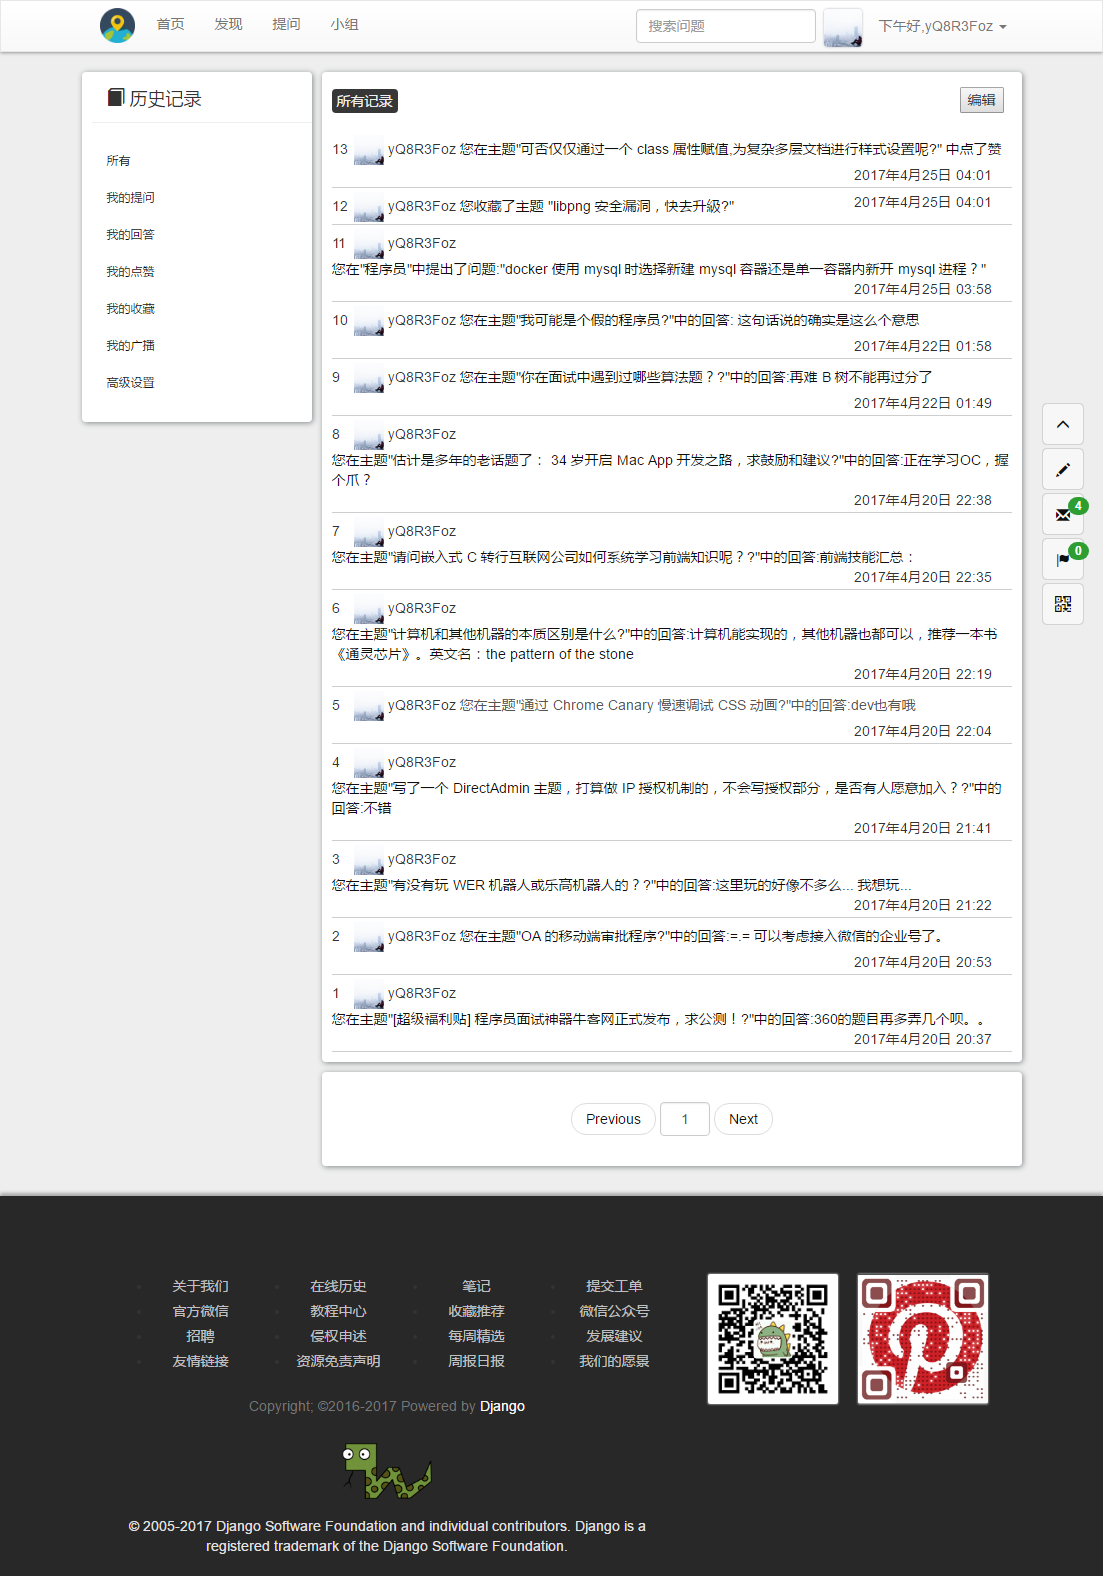 首页 发现 提问 小组 搜索问题 下午好,yQ8R3Foz
历史记录
所有
我的提问
我的回答
我的点赞
我的收藏
我的广播
高级设置
所有记录 编辑
13 yQ8R3Foz 您在主题"可否仅仅通过一个 class 属性赋值,为复杂多层文档进行样式设置呢?" 中点了赞
2017年4月25日 04:01
12 yQ8R3Foz 您收藏了主题 "libpng 安全漏洞，快去升级?" 2017年4月25日 04:01
11 yQ8R3Foz
您在"程序员"中提出了问题:"docker 使用 mysql 时选择新建 mysql 容器还是单一容器内新开 mysql 进程？"
2017年4月25日 03:58
10 yQ8R3Foz 您在主题"我可能是个假的程序员?"中的回答: 这句话说的确实是这么个意思
2017年4月22日 01:58
9 yQ8R3Foz 您在主题"你在面试中遇到过哪些算法题？?"中的回答:再难 B 树不能再过分了
2017年4月22日 01:49
8 yQ8R3Foz
您在主题"估计是多年的老话题了： 34 岁开启 Mac App 开发之路，求鼓励和建议?"中的回答:正在学习OC，握
个爪？
2017年4月20日 22:38
7 yQ8R3Foz
您在主题"请问嵌入式 C 转行互联网公司如何系统学习前端知识呢？?"中的回答:前端技能汇总：
2017年4月20日 22:35
6 yQ8R3Foz
您在主题"计算机和其他机器的本质区别是什么?"中的回答:计算机能实现的，其他机器也都可以，推荐一本书
《通灵芯片》。英文名：the pattern of the stone
2017年4月20日 22:19
5 yQ8R3Foz 您在主题"通过 Chrome Canary 慢速调试 CSS 动画?"中的回答:dev也有哦
2017年4月20日 22:04
4 yQ8R3Foz
您在主题"写了一个 DirectAdmin 主题，打算做 IP 授权机制的，不会写授权部分，是否有人愿意加入？?"中的
回答:不错
2017年4月20日 21:41
3 yQ8R3Foz
您在主题"有没有玩 WER 机器人或乐高机器人的？?"中的回答:这里玩的好像不多么... 我想玩...
2017年4月20日 21:22
2 yQ8R3Foz 您在主题"OA 的移动端审批程序?"中的回答:=.= 可以考虑接入微信的企业号了。
2017年4月20日 20:53
1 yQ8R3Foz
您在主题"[超级福利贴] 程序员面试神器牛客网正式发布，求公测！?"中的回答:360的题目再多弄几个呗。。
2017年4月20日 20:37
4
0
Previous 1 Next
关于我们 在线历史 笔记 提交工单
官方微信 教程中心 收藏推荐 微信公众号
招聘 侵权申述 每周精选 发展建议
友情链接 资源免责声明 周报日报 我们的愿景
Copyright; ©2016-2017 Powered by Django
© 2005-2017 Django Software Foundation and individual contributors. Django is a
registered trademark of the Django Software Foundation.